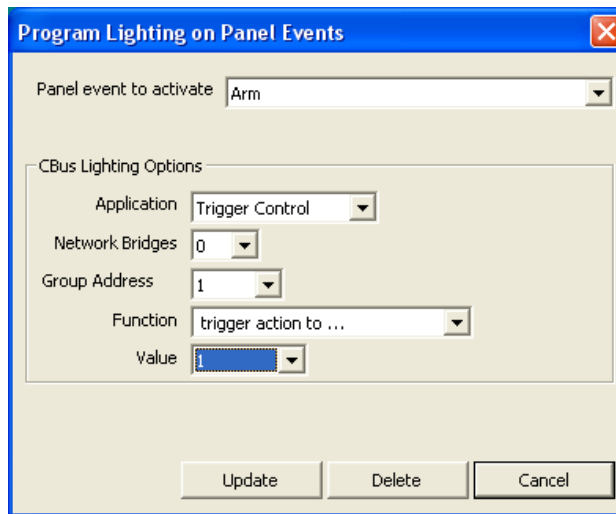 Program Lighting on Panel Events
Panel event to activate Arm
CBus Lighting Options
Application Trigger Control
Network Bridges 0
Group Address 1
Function trigger action to ...
Value 1
Update Delete Cancel